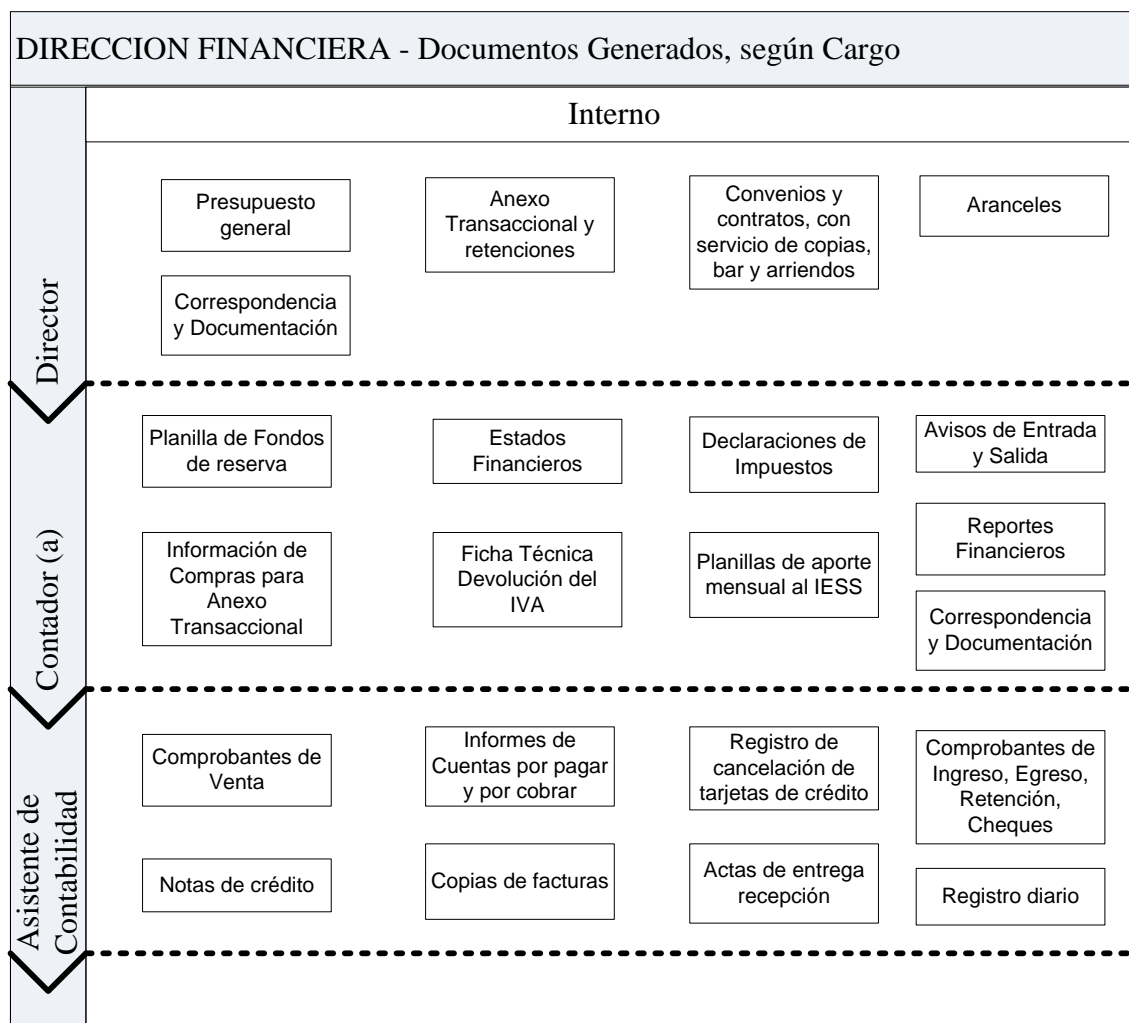 DIRECCION FINANCIERA - Documentos Generados, según Cargo
Interno
Director
Presupuesto
general
Anexo
Transaccional y
retenciones
Convenios y
contratos, con
servicio de copias,
bar y arriendos
Aranceles
Correspondencia
y Documentación
Contador (a)
Planilla de Fondos
de reserva
Estados
Financieros
Declaraciones de
Impuestos
Avisos de Entrada
y Salida
Información de
Compras para
Anexo
Transaccional
Ficha Técnica
Devolución del
IVA
Planillas de aporte
mensual al IESS
Reportes
Financieros
Correspondencia
y Documentación
Asistente de
Contabilidad
Comprobantes de
Venta
Informes de
Cuentas por pagar
y por cobrar
Registro de
cancelación de
tarjetas de crédito
Comprobantes de
Ingreso, Egreso,
Retención,
Cheques
Notas de crédito
Copias de facturas
Actas de entrega
recepción
Registro diario